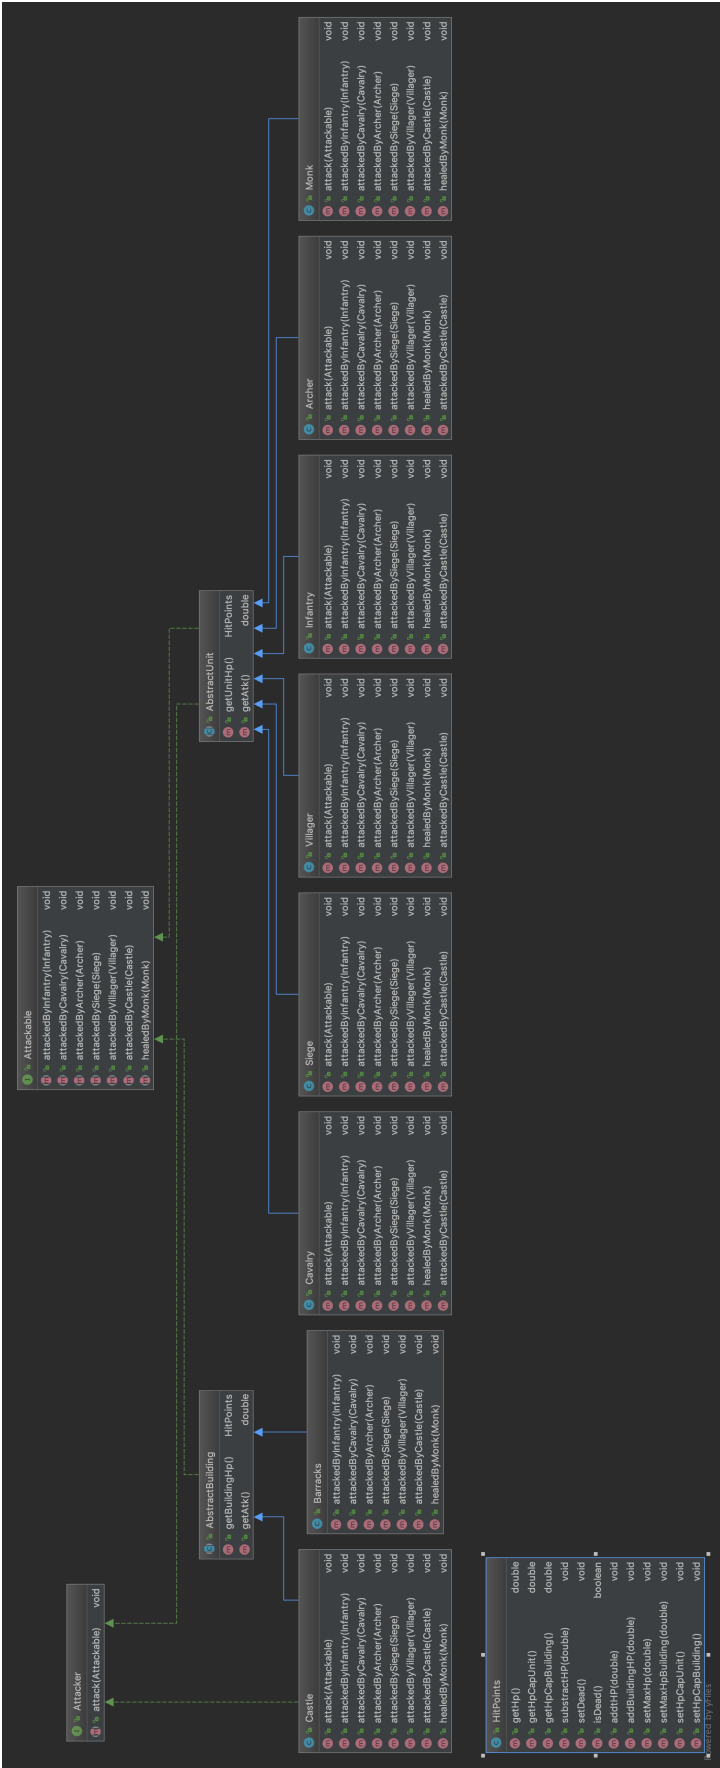 Attacker
attack(Attackable) void
Attackable
attackedByInfantry(Infantry) void
attackedByCavalry(Cavalry) void
attackedByArcher(Archer) void
attackedBySiege(Siege) void
attackedByVillager(Villager) void
attackedByCastle(Castle) void
healedByMonk(Monk) void
AbstractBuilding
getBuildingHp() HitPoints
getAtk() double
AbstractUnit
getUnitHp() HitPoints
getAtk() double
Castle
attack(Attackable) void
attackedByInfantry(Infantry) void
attackedByCavalry(Cavalry) void
attackedByArcher(Archer) void
attackedBySiege(Siege) void
attackedByVillager(Villager) void
attackedByCastle(Castle) void
healedByMonk(Monk) void
Barracks
attackedByInfantry(Infantry) void
attackedByCavalry(Cavalry) void
attackedByArcher(Archer) void
attackedBySiege(Siege) void
attackedByVillager(Villager) void
attackedByCastle(Castle) void
healedByMonk(Monk) void
Cavalry
attack(Attackable) void
attackedByInfantry(Infantry) void
attackedByCavalry(Cavalry) void
attackedByArcher(Archer) void
attackedBySiege(Siege) void
attackedByVillager(Villager) void
healedByMonk(Monk) void
attackedByCastle(Castle) void
Siege
attack(Attackable) void
attackedByInfantry(Infantry) void
attackedByCavalry(Cavalry) void
attackedByArcher(Archer) void
attackedBySiege(Siege) void
attackedByVillager(Villager) void
healedByMonk(Monk) void
attackedByCastle(Castle) void
Villager
attack(Attackable) void
attackedByInfantry(Infantry) void
attackedByCavalry(Cavalry) void
attackedByArcher(Archer) void
attackedBySiege(Siege) void
attackedByVillager(Villager) void
healedByMonk(Monk) void
attackedByCastle(Castle) void
Infantry
attack(Attackable) void
attackedByInfantry(Infantry) void
attackedByCavalry(Cavalry) void
attackedByArcher(Archer) void
attackedBySiege(Siege) void
attackedByVillager(Villager) void
healedByMonk(Monk) void
attackedByCastle(Castle) void
Archer
attack(Attackable) void
attackedByInfantry(Infantry) void
attackedByCavalry(Cavalry) void
attackedByArcher(Archer) void
attackedBySiege(Siege) void
attackedByVillager(Villager) void
healedByMonk(Monk) void
attackedByCastle(Castle) void
Monk
attack(Attackable) void
attackedByInfantry(Infantry) void
attackedByCavalry(Cavalry) void
attackedByArcher(Archer) void
attackedBySiege(Siege) void
attackedByVillager(Villager) void
attackedByCastle(Castle) void
healedByMonk(Monk) void
HitPoints
getHp() double
getHpCapUnit() double
getHpCapBuilding() double
substractHP(double) void
setDead() void
isDead() boolean
addtHP(double) void
addBuildingHP(double) void
setMaxHp(double) void
setMaxHpBuilding(double) void
setHpCapUnit() void
setHpCapBuilding() void
by yFiles